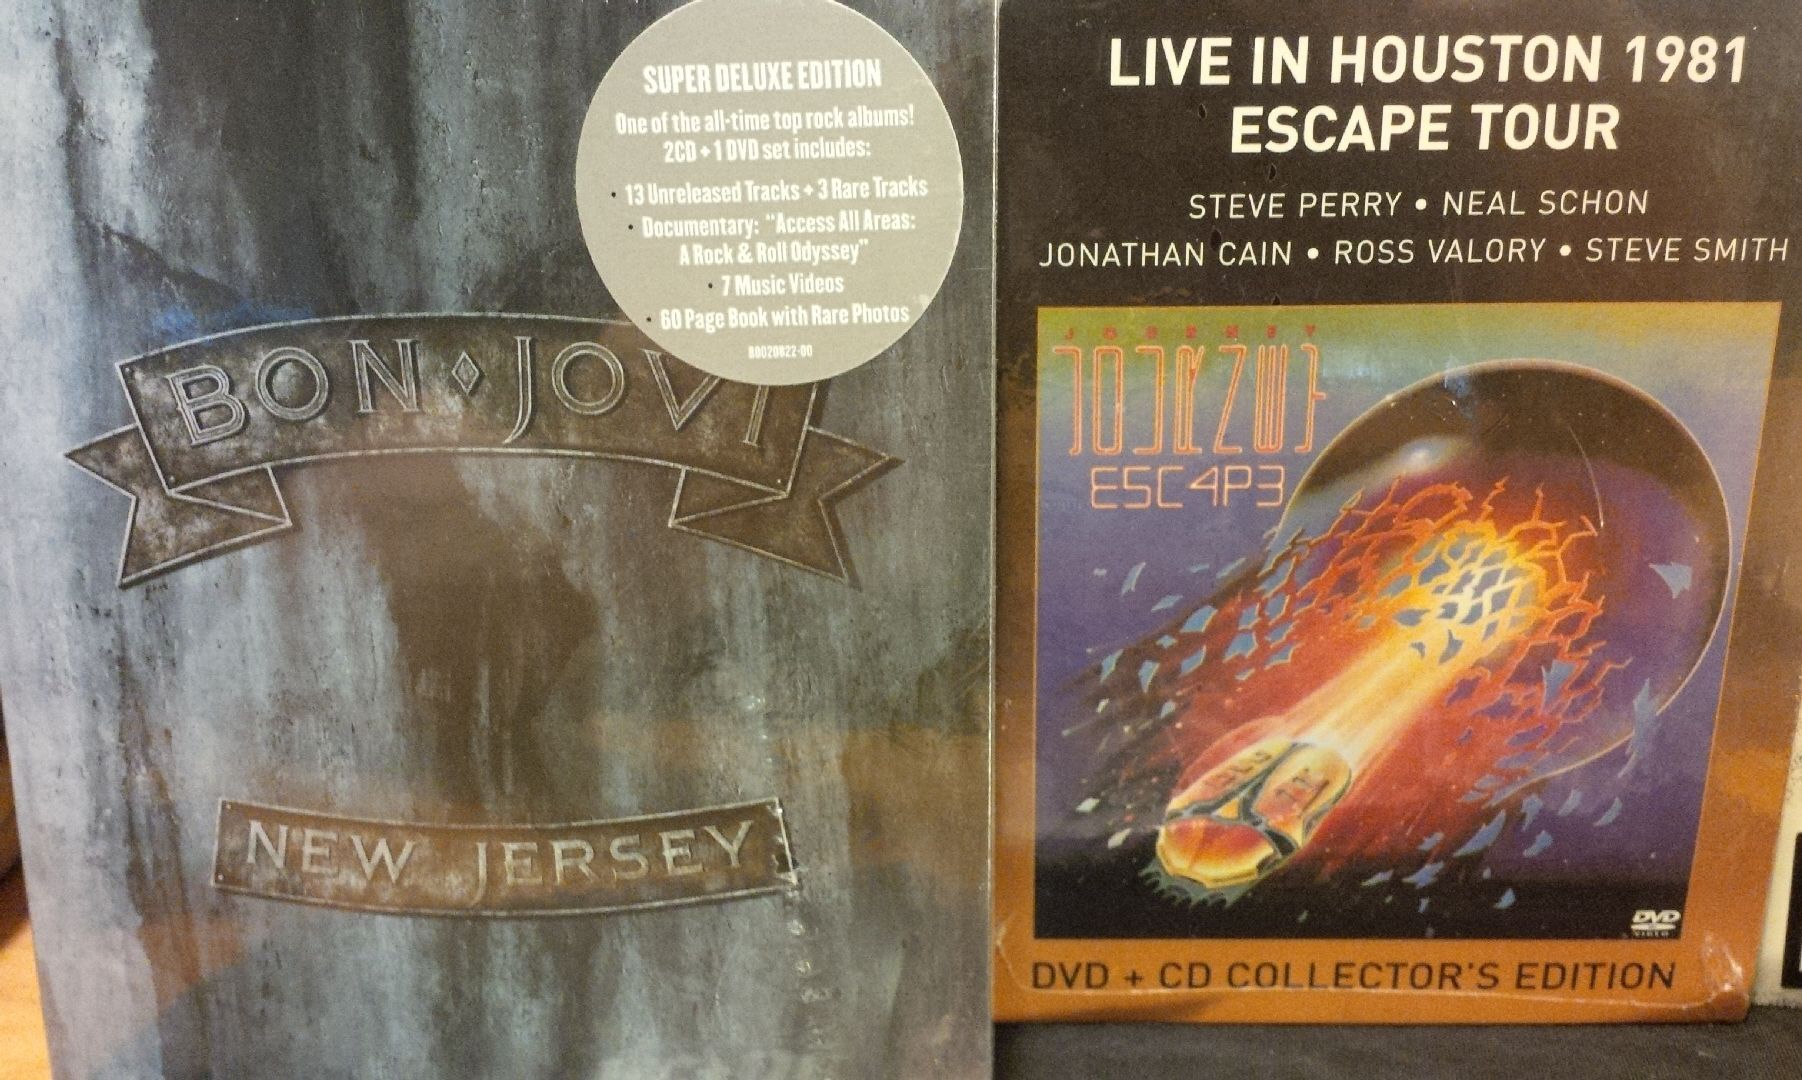 SUPER DELUXE EDITION
One of the all-time top rock albums!
2CD + 1 DVD set includes:
• 13 Unreleased Tracks + 3 Rare Tracks
• Documentary: "Access All Areas:
A Rock & Roll Odyssey"
• 7 Music Videos
• 60 Page Book with Rare Photos
B0020822-00
BON JOVI
NEW JERSEY
LIVE IN HOUSTON 1981
ESCAPE TOUR
STEVE PERRY • NEAL SCHON
JONATHAN CAIN • ROSS VALORY • STEVE SMITH
JOURNEY
ESC4P3
DVD
VIDEO
DVD + CD COLLECTOR'S EDITION